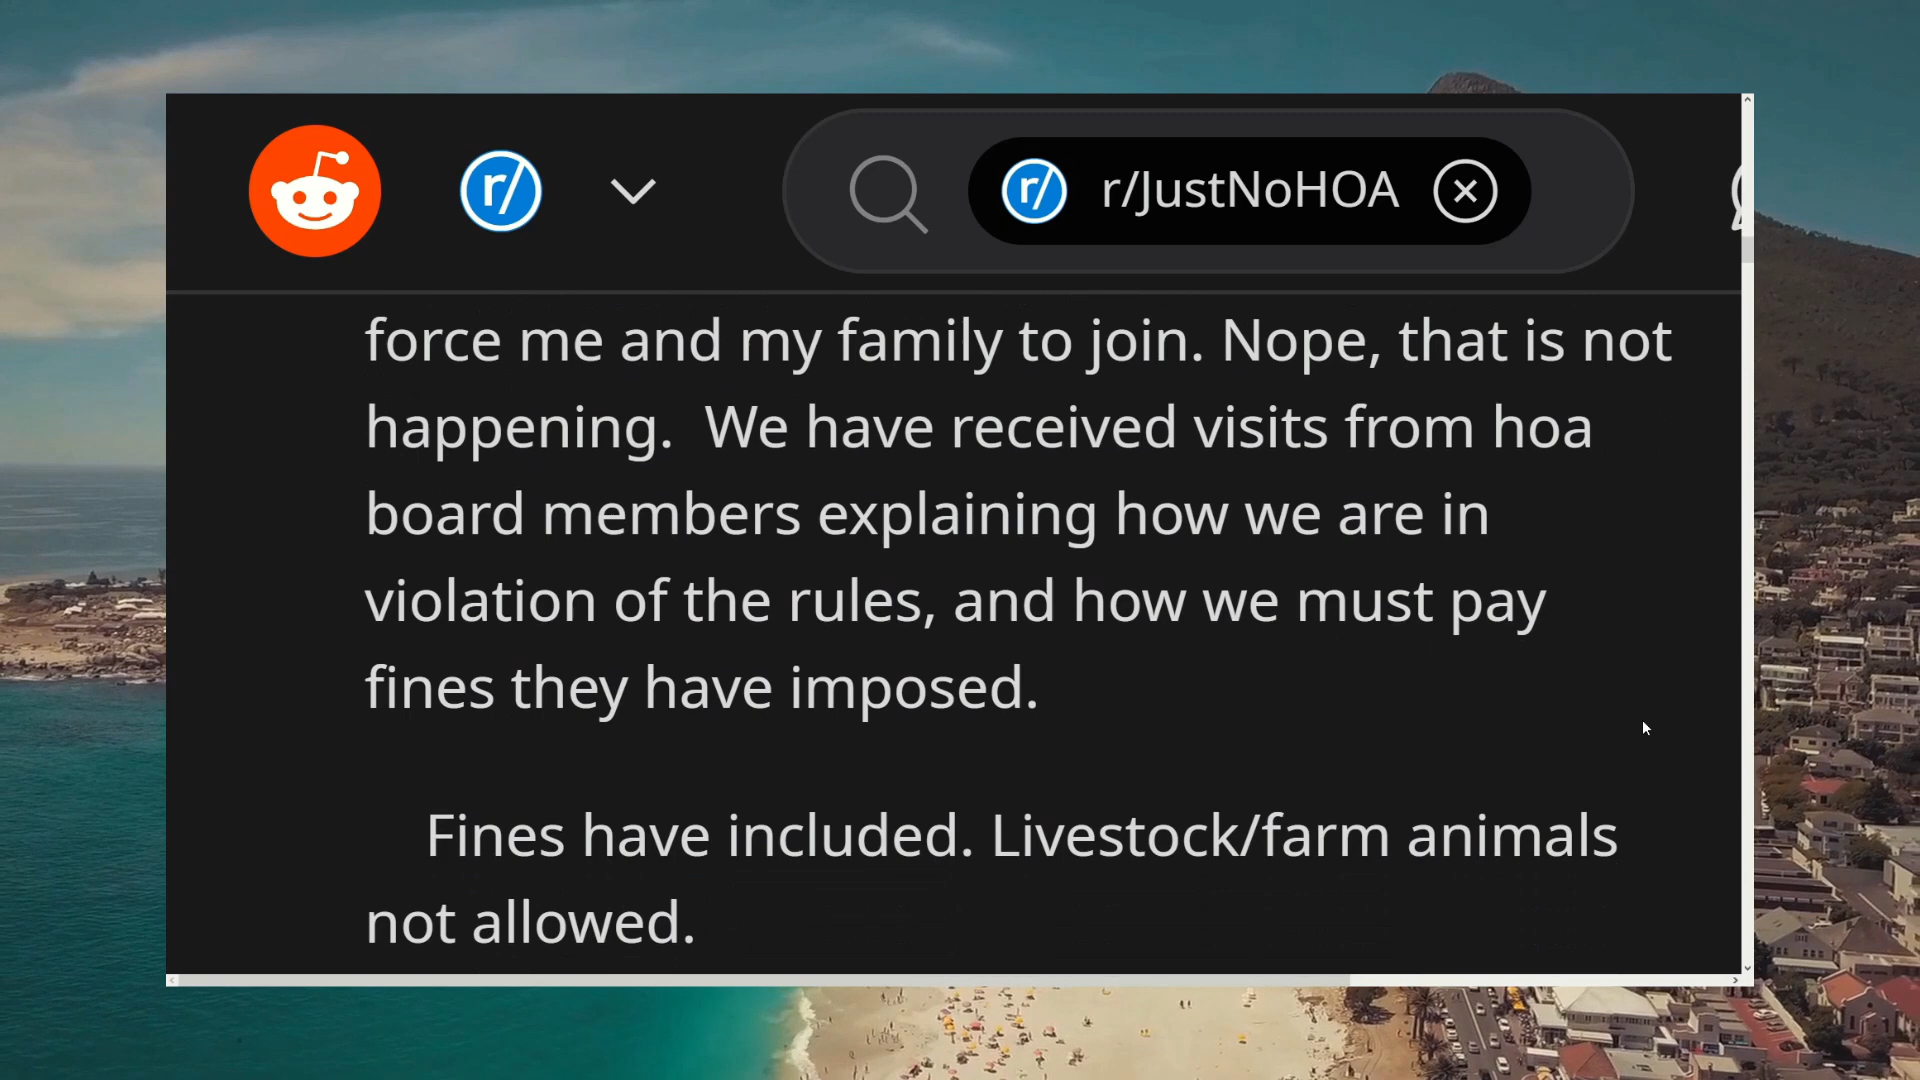 r/ r/ r/JustNoHOA
force me and my family to join. Nope, that is not
happening.  We have received visits from hoa
board members explaining how we are in
violation of the rules, and how we must pay
fines they have imposed.
Fines have included. Livestock/farm animals
not allowed.